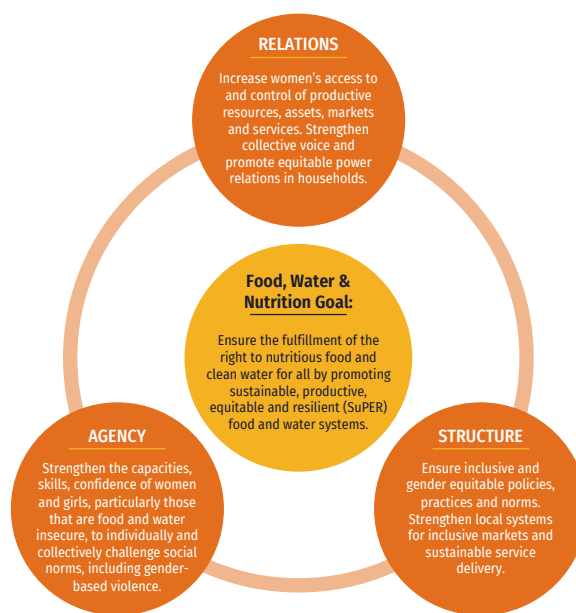 RELATIONS
Increase women’s access to
and control of productive
resources, assets, markets
and services. Strengthen
collective voice and
promote equitable power
relations in households.
Food, Water &
Nutrition Goal:
Ensure the fulfillment of the
right to nutritious food and
clean water for all by promoting
sustainable, productive,
equitable and resilient (SuPER)
food and water systems.
AGENCY
Strengthen the capacities,
skills, confidence of women
and girls, particularly those
that are food and water
insecure, to individually and
collectively challenge social
norms, including gender-
based violence.
STRUCTURE
Ensure inclusive and
gender equitable policies,
practices and norms.
Strengthen local systems
for inclusive markets and
sustainable service
delivery.